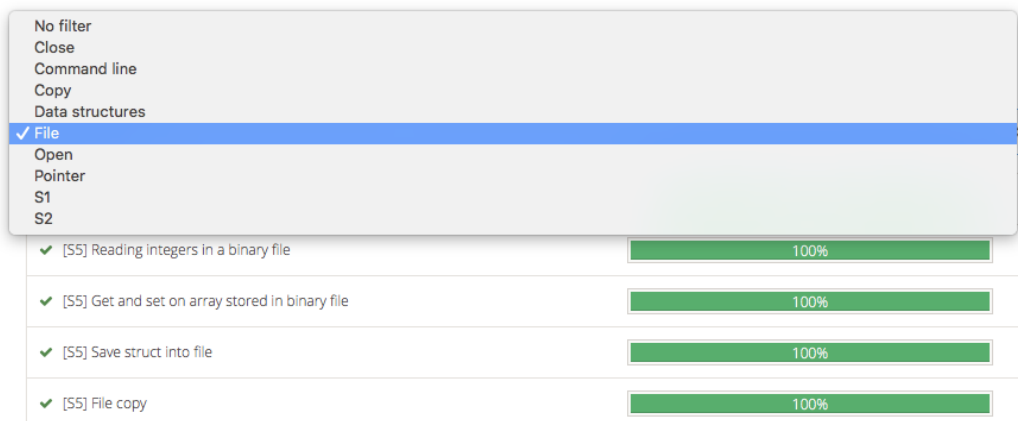 No filter
Close
Command line
Copy
Data structures
✓ File
Open
Pointer
S1
S2
✔ [S5] Reading integers in a binary file 100%
✔ [S5] Get and set on array stored in binary file 100%
✔ [S5] Save struct into file 100%
✔ [S5] File copy 100%